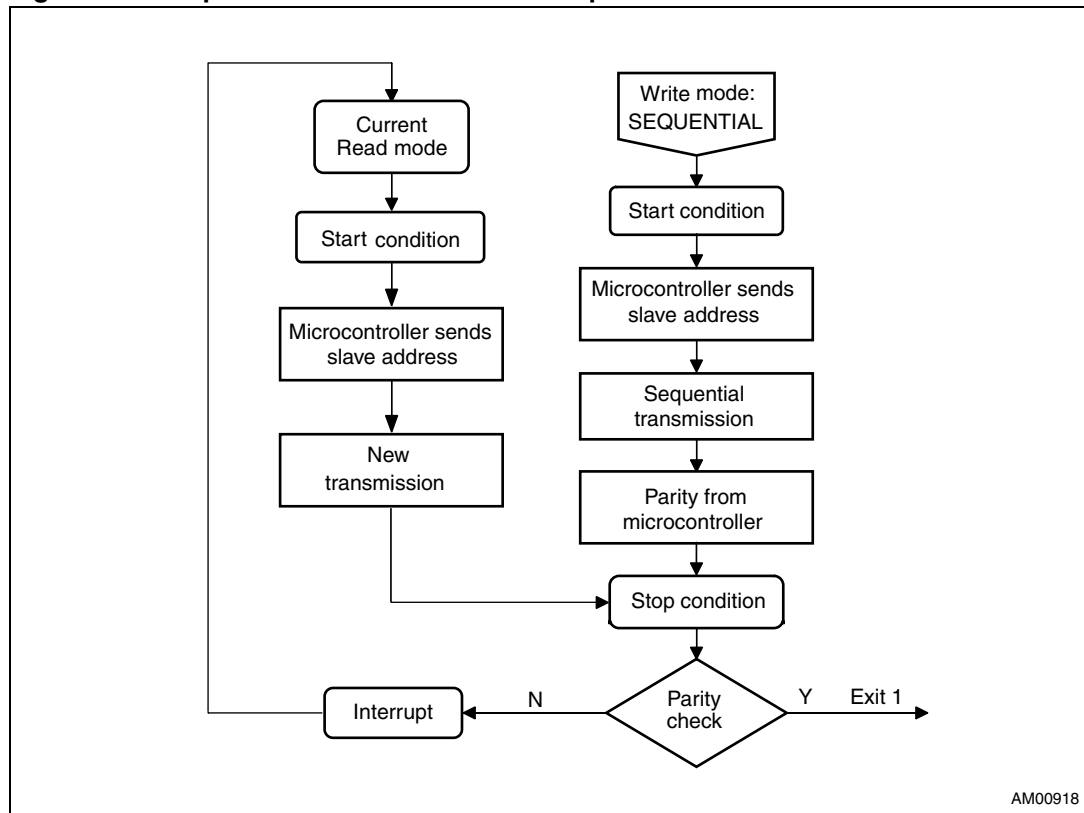 Current
Read mode
Start condition
Microcontroller sends
slave address
New
transmission
Write mode:
SEQUENTIAL
Start condition
Microcontroller sends
slave address
Sequential
transmission
Parity from
microcontroller
Stop condition
Parity
check
N
Y
Exit 1
Interrupt
AM00918